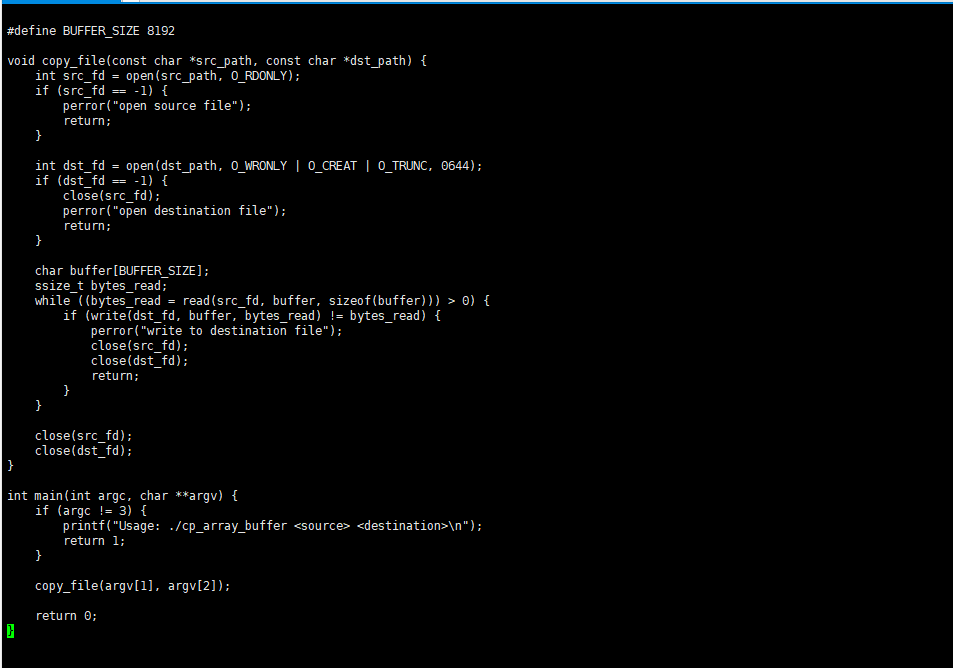 #define BUFFER_SIZE 8192

void copy_file(const char *src_path, const char *dst_path) {
    int src_fd = open(src_path, O_RDONLY);
    if (src_fd == -1) {
        perror("open source file");
        return;
    }

    int dst_fd = open(dst_path, O_WRONLY | O_CREAT | O_TRUNC, 0644);
    if (dst_fd == -1) {
        close(src_fd);
        perror("open destination file");
        return;
    }

    char buffer[BUFFER_SIZE];
    ssize_t bytes_read;
    while ((bytes_read = read(src_fd, buffer, sizeof(buffer))) > 0) {
        if (write(dst_fd, buffer, bytes_read) != bytes_read) {
            perror("write to destination file");
            close(src_fd);
            close(dst_fd);
            return;
        }
    }

    close(src_fd);
    close(dst_fd);
}

int main(int argc, char **argv) {
    if (argc != 3) {
        printf("Usage: ./cp_array_buffer <source> <destination>\n");
        return 1;
    }

    copy_file(argv[1], argv[2]);

    return 0;
}